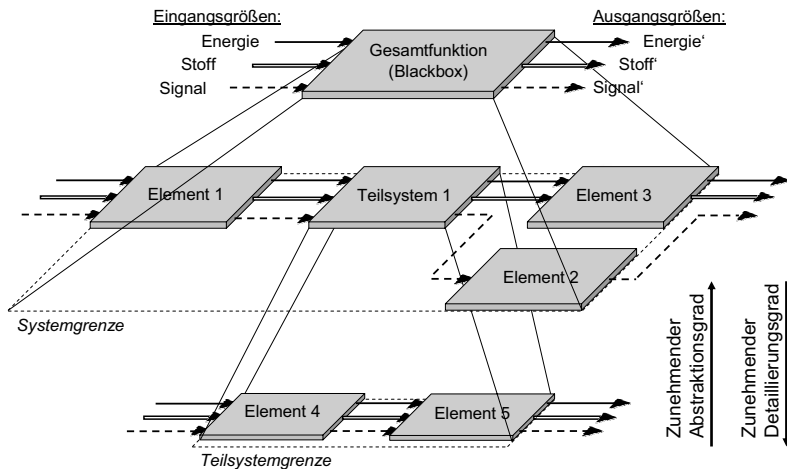 Eingangsgrößen:
Ausgangsgrößen:
Energie
Gesamtfunktion
(Blackbox)
Energie‘
Stoff
Stoff‘
Signal
Signal‘
Element 1
Teilsystem 1
Element 3
Element 2
Systemgrenze
Zunehmender
Abstraktionsgrad
Zunehmender
Detaillierungsgrad
Element 4
Element 5
Teilsystemgrenze